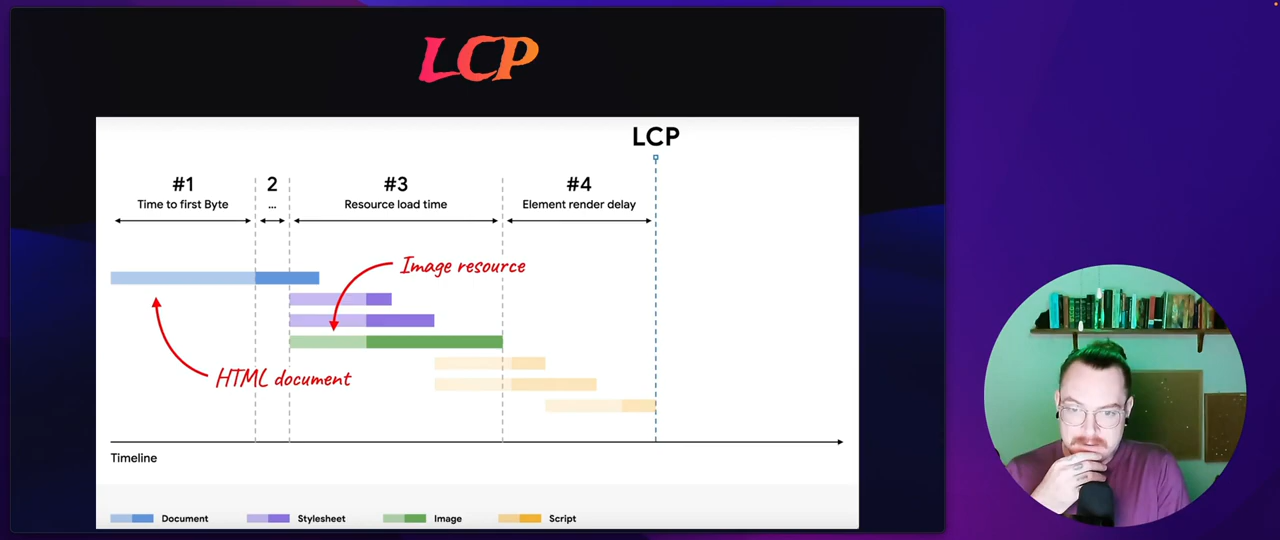 LCP
LCP
#1 2 #3 #4
Time to first Byte ... Resource load time Element render delay
Image resource
HTML document
Timeline
Document Stylesheet Image Script